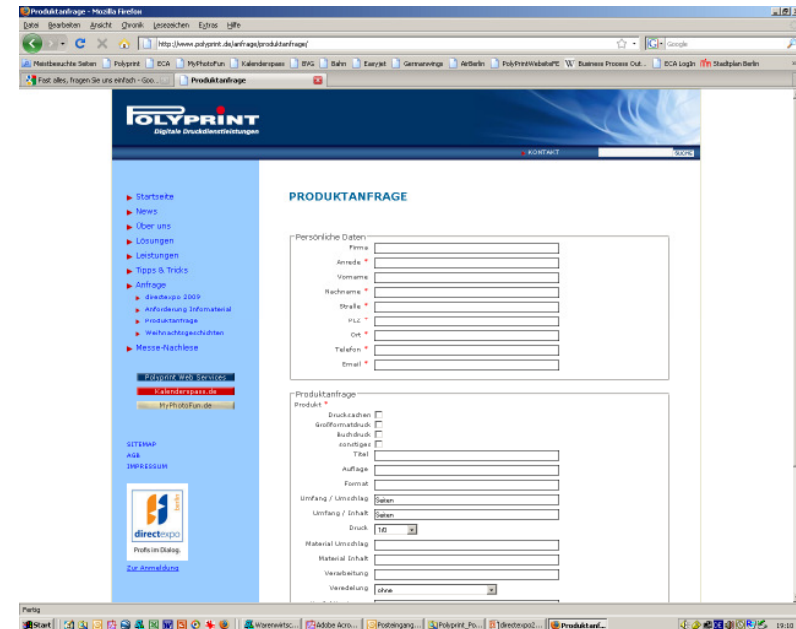 Produktanfrage - Mozilla Firefox
Datei Bearbeiten Ansicht Chronik Lesezeichen Extras Hilfe
http://www.polyprint.de/anfrage/produktanfrage/
Google
Meistbesuchte Seiten Polyprint ECA MyPhotoFun Kalenderspass BVG Bahn Easyjet Germanwings AirBerlin PolyPrintWebsiteFE Business Process Out... ECA Login Stadtplan Berlin
Fast alles, fragen Sie uns einfach - Goo... Produktanfrage
POLYPRINT
Digitale Druckdienstleistungen
KONTAKT
SUCHE
Startseite
News
Über uns
Lösungen
Leistungen
Tipps & Tricks
Anfrage
directexpo 2009
Anforderung Infomaterial
Produktanfrage
Weihnachtsgeschichten
Messe-Nachlese
Polyprint Web Services
Kalenderspass.de
MyPhotoFun.de
SITEMAP
AGB
IMPRESSUM
berlin
directexpo
Profis im Dialog.
Zur Anmeldung
PRODUKTANFRAGE
Persönliche Daten
Firma
Anrede *
Vorname
Nachname *
Straße *
PLZ *
Ort *
Telefon *
Email *
Produktanfrage
Produkt *
Drucksachen
Großformatdruck
Buchdruck
sonstiges
Titel
Auflage
Format
Umfang / Umschlag Seiten
Umfang / Inhalt Seiten
Druck 1/0
Material Umschlag
Material Inhalt
Verarbeitung
Veredelung ohne
Fertig
Start Warenwirtsc... Adobe Acro... Posteingang... Polyprint_Po... directexpo2... Produktanf... 19:10